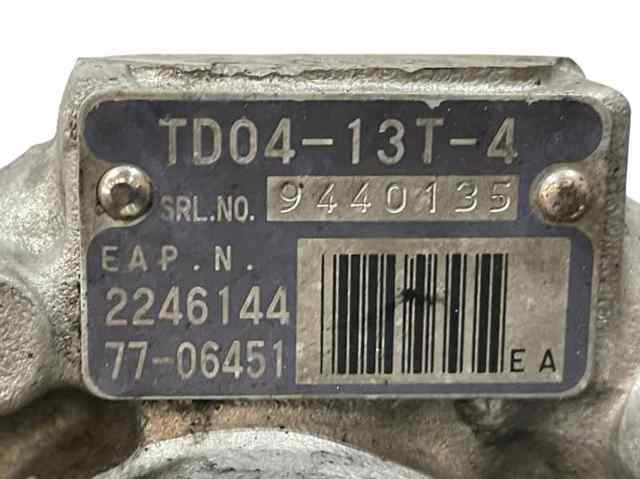 TD04-13T-4
SRL.NO. 9440135
EAP.N.
2246144
77-06451
EA